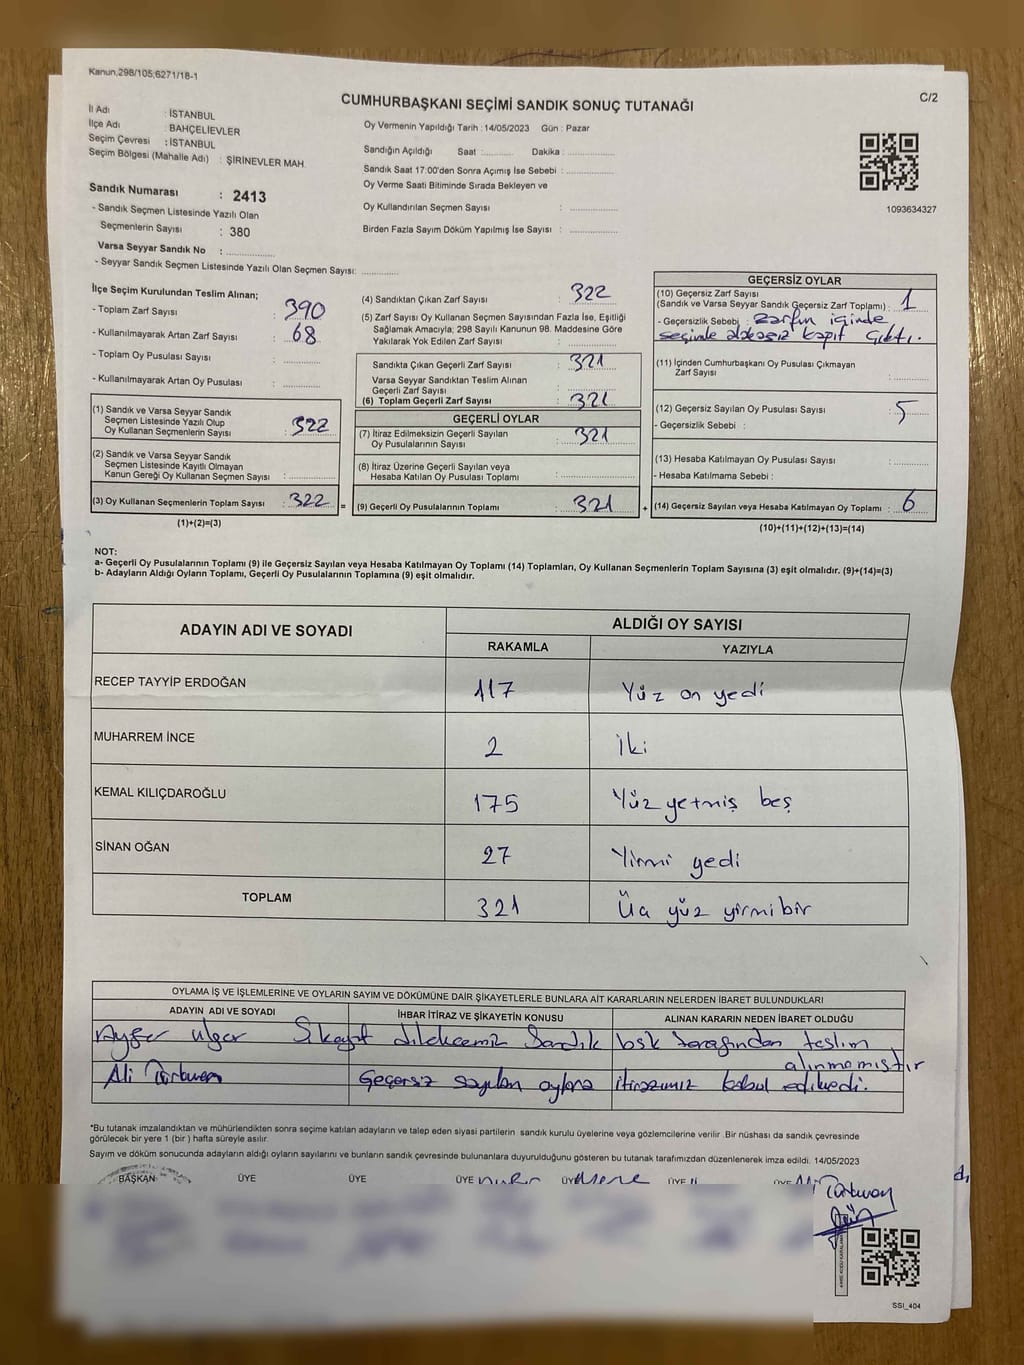 Kanun,298/105;6271/18-1
C/2
CUMHURBAŞKANI SEÇİMİ SANDIK SONUÇ TUTANAĞI
İl Adı : İSTANBUL
İlçe Adı : BAHÇELİEVLER
Seçim Çevresi : İSTANBUL
Seçim Bölgesi (Mahalle Adı) : ŞİRİNEVLER MAH.
Sandık Numarası : 2413
- Sandık Seçmen Listesinde Yazılı Olan
Seçmenlerin Sayısı : 380
Varsa Seyyar Sandık No :
- Seyyar Sandık Seçmen Listesinde Yazılı Olan Seçmen Sayısı:
Oy Vermenin Yapıldığı Tarih : 14/05/2023 Gün : Pazar
Sandığın Açıldığı Saat : Dakika :
Sandık Saat 17:00'den Sonra Açımış İse Sebebi :
Oy Verme Saati Bitiminde Sırada Bekleyen ve
Oy Kullandırılan Seçmen Sayısı :
Birden Fazla Sayım Döküm Yapılmış İse Sayısı :
1093634327
İlçe Seçim Kurulundan Teslim Alınan;
- Toplam Zarf Sayısı : 390
- Kullanılmayarak Artan Zarf Sayısı : 68
- Toplam Oy Pusulası Sayısı :
- Kullanılmayarak Artan Oy Pusulası :
(1) Sandık ve Varsa Seyyar Sandık
Seçmen Listesinde Yazılı Olup
Oy Kullanan Seçmenlerin Sayısı : 322
(2) Sandık ve Varsa Seyyar Sandık
Seçmen Listesinde Kayıtlı Olmayan
Kanun Gereği Oy Kullanan Seçmen Sayısı :
(3) Oy Kullanan Seçmenlerin Toplam Sayısı : 322 =
(1)+(2)=(3)
(4) Sandıktan Çıkan Zarf Sayısı : 322
(5) Zarf Sayısı Oy Kullanan Seçmen Sayısından Fazla İse, Eşitliği
Sağlamak Amacıyla; 298 Sayılı Kanunun 98. Maddesine Göre
Yakılarak Yok Edilen Zarf Sayısı :
Sandıkta Çıkan Geçerli Zarf Sayısı : 321
Varsa Seyyar Sandıktan Teslim Alınan
Geçerli Zarf Sayısı :
(6) Toplam Geçerli Zarf Sayısı : 321
GEÇERLİ OYLAR
(7) İtiraz Edilmeksizin Geçerli Sayılan : 321
Oy Pusulalarının Sayısı
(8) İtiraz Üzerine Geçerli Sayılan veya
Hesaba Katılan Oy Pusulası Toplamı :
(9) Geçerli Oy Pusulalarının Toplamı : 321 +
GEÇERSİZ OYLAR
(10) Geçersiz Zarf Sayısı
(Sandık ve Varsa Seyyar Sandık Geçersiz Zarf Toplamı) : 1
- Geçersizlik Sebebi : Zarfın içinde
seçimle alakasız kapıt çıktı.
(11) İçinden Cumhurbaşkanı Oy Pusulası Çıkmayan
Zarf Sayısı :
(12) Geçersiz Sayılan Oy Pusulası Sayısı : 5
- Geçersizlik Sebebi :
(13) Hesaba Katılmayan Oy Pusulası Sayısı :
- Hesaba Katılmama Sebebi :
(14) Geçersiz Sayılan veya Hesaba Katılmayan Oy Toplamı : 6
(10)+(11)+(12)+(13)=(14)
NOT:
a- Geçerli Oy Pusulalarının Toplamı (9) ile Geçersiz Sayılan veya Hesaba Katılmayan Oy Toplamı (14) Toplamları, Oy Kullanan Seçmenlerin Toplam Sayısına (3) eşit olmalıdır. (9)+(14)=(3)
b- Adayların Aldığı Oyların Toplamı, Geçerli Oy Pusulalarının Toplamına (9) eşit olmalıdır.
ADAYIN ADI VE SOYADI
ALDIĞI OY SAYISI
RAKAMLA YAZIYLA
RECEP TAYYİP ERDOĞAN 117 Yüz on yedi
MUHARREM İNCE 2 İki
KEMAL KILIÇDAROĞLU 175 Yüz yetmiş beş
SİNAN OĞAN 27 Yirmi yedi
TOPLAM 321 Üa yüz yirmi bir
OYLAMA İŞ VE İŞLEMLERİNE VE OYLARIN SAYIM VE DÖKÜMÜNE DAİR ŞİKAYETLERLE BUNLARA AİT KARARLARIN NELERDEN İBARET BULUNDUKLARI
ADAYIN ADI VE SOYADI İHBAR İTİRAZ VE ŞİKAYETİN KONUSU ALINAN KARARIN NEDEN İBARET OLDUĞU
Ayfer Şikayet dilekcemiz Sandık bşk tarafından teslim
alınmamıştır
Ali Türkmen Geçersiz sayılan oylara itirazımız kabul edilmedi.
*Bu tutanak imzalandıktan ve mühürlendikten sonra seçime katılan adayların ve talep eden siyasi partilerin sandık kurulu üyelerine veya gözlemcilerine verilir. Bir nüshası da sandık çevresinde
görülecek bir yere 1 (bir ) hafta süreyle asılır.
Sayım ve döküm sonucunda adayların aldığı oyların sayılarını ve bunların sandık çevresinde bulunanlara duyurulduğunu gösteren bu tutanak tarafımızdan düzenlenerek imza edildi. 14/05/2023
BAŞKAN ÜYE ÜYE ÜYE ÜYE ÜYE ÜYE
SSI_404